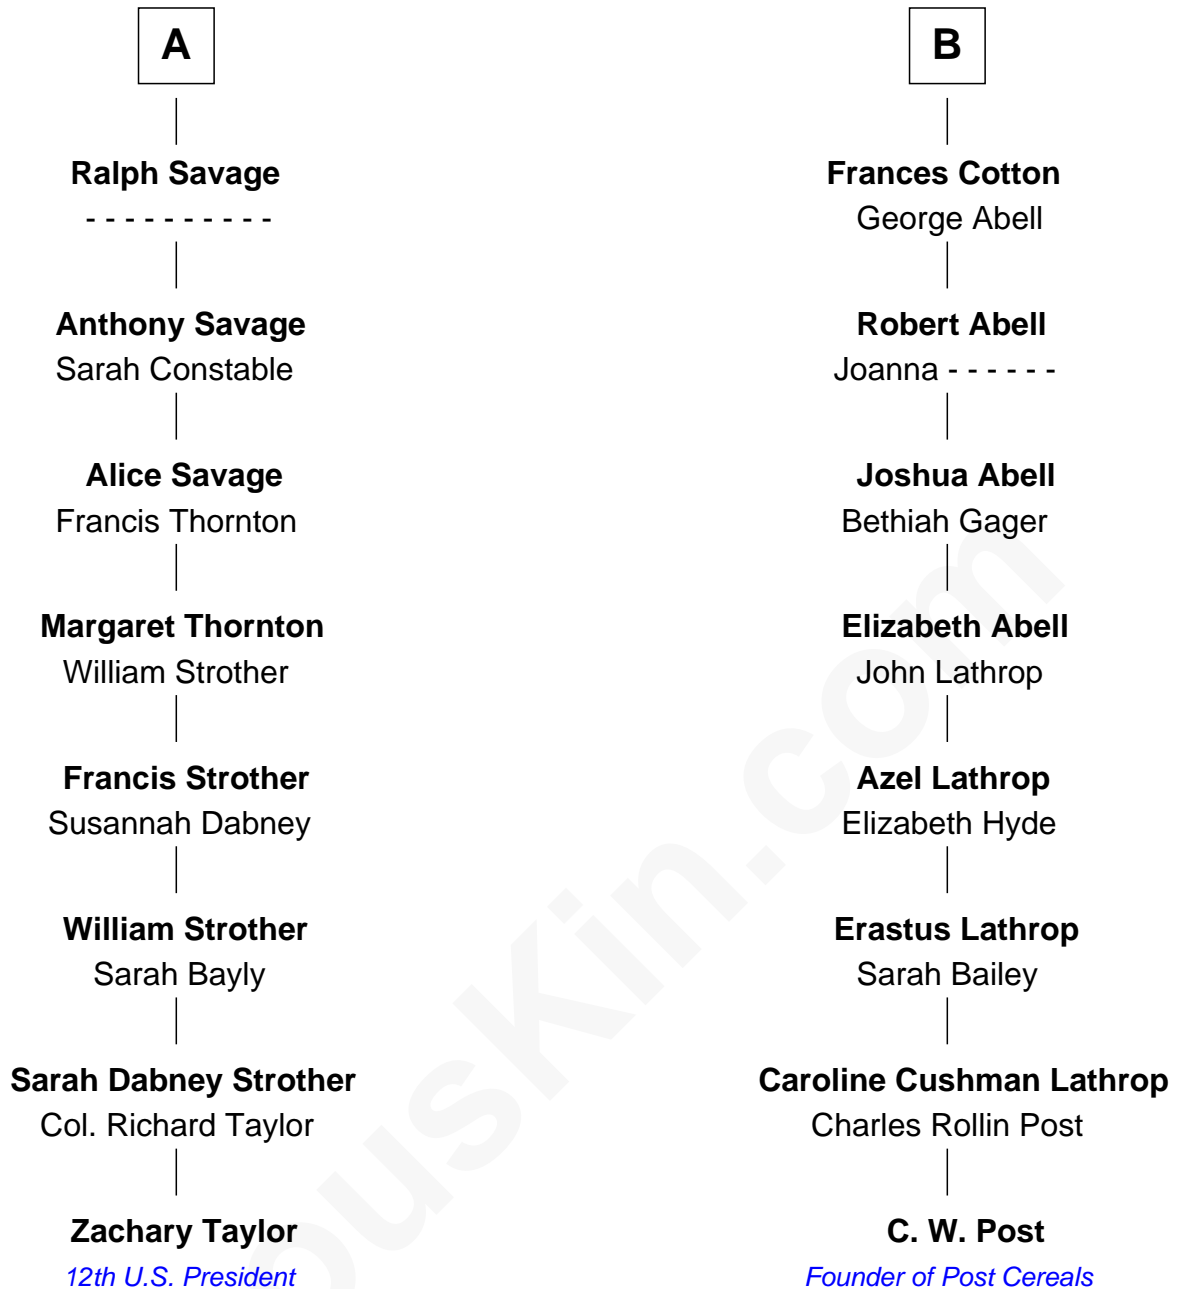 A
Ralph Savage
- - - - - - - - - -
Anthony Savage
Sarah Constable
Alice Savage
Francis Thornton
Margaret Thornton
William Strother
Francis Strother
Susannah Dabney
William Strother
Sarah Bayly
Sarah Dabney Strother
Col. Richard Taylor
Zachary Taylor
12th U.S. President
B
Frances Cotton
George Abell
Robert Abell
Joanna - - - - - -
Joshua Abell
Bethiah Gager
Elizabeth Abell
John Lathrop
Azel Lathrop
Elizabeth Hyde
Erastus Lathrop
Sarah Bailey
Caroline Cushman Lathrop
Charles Rollin Post
C. W. Post
Founder of Post Cereals
ousKin.com